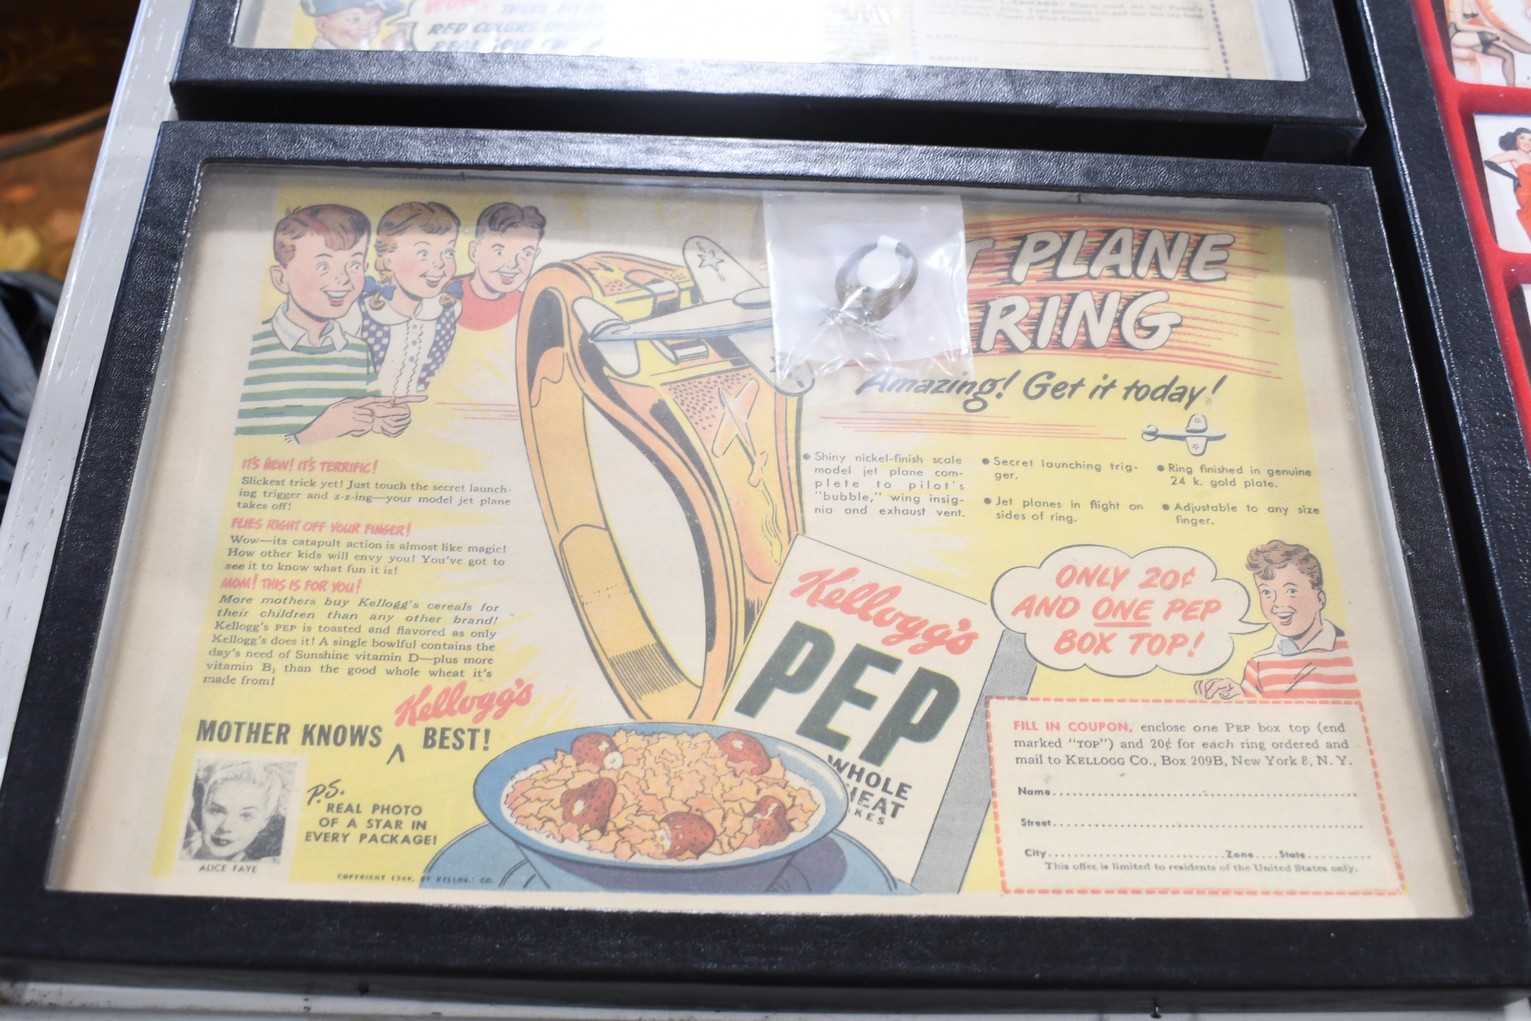 RED COLORS
T PLANE
RING
Amazing! Get it today!
IT'S NEW! IT'S TERRIFIC!
Slickest trick yet! Just touch the secret launch-
ing trigger and z-z-zing—your model jet plane
takes off!
FLIES RIGHT OFF YOUR FINGER!
Wow—its catapult action is almost like magic!
How other kids will envy you! You've got to
see it to know what fun it is!
MOM! THIS IS FOR YOU!
More mothers buy Kellogg's cereals for
their children than any other brand!
Kellogg's PEP is toasted and flavored as only
Kellogg's does it! A single bowlful contains the
day's need of Sunshine vitamin D—plus more
vitamin B, than the good whole wheat it's
made from!
MOTHER KNOWS Kellogg's BEST!
P.S.
REAL PHOTO
OF A STAR IN
EVERY PACKAGE!
ALICE FAYE
• Shiny nickel-finish scale
model jet plane com-
plete to pilot's
"bubble," wing insig-
nia and exhaust vent.
• Secret launching trig-
ger.
• Jet planes in flight on
sides of ring.
• Ring finished in genuine
24 k. gold plate.
• Adjustable to any size
finger.
Kellogg's
PEP
WHOLE
HEAT
KES
ONLY 20¢
AND ONE PEP
BOX TOP!
FILL IN COUPON, enclose one PEP box top (end
marked "TOP") and 20¢ for each ring ordered and
mail to KELLOGG CO., Box 209B, New York 8, N. Y.
Name
Street
City Zone State
This offer is limited to residents of the United States only.